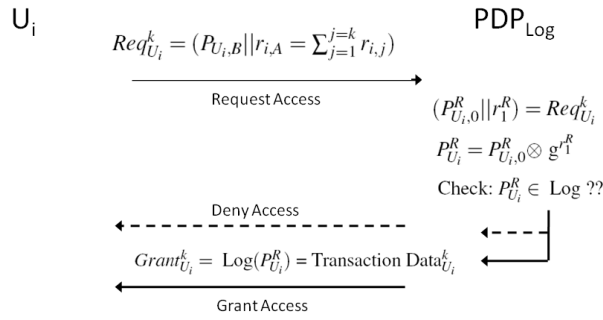 U_i PDP_Log
Req^k_{U_i} = (P_{U_i,B}||r_{i,A} = ∑^{j=k}_{j=1} r_{i,j})
Request Access
(P^R_{U_i,0}||r^R_1) = Req^k_{U_i}
P^R_{U_i} = P^R_{U_i,0} ⊗ g^{r^R_1}
Check: P^R_{U_i} ∈ Log ??
Deny Access
Grant^k_{U_i} = Log(P^R_{U_i}) = Transaction Data^k_{U_i}
Grant Access